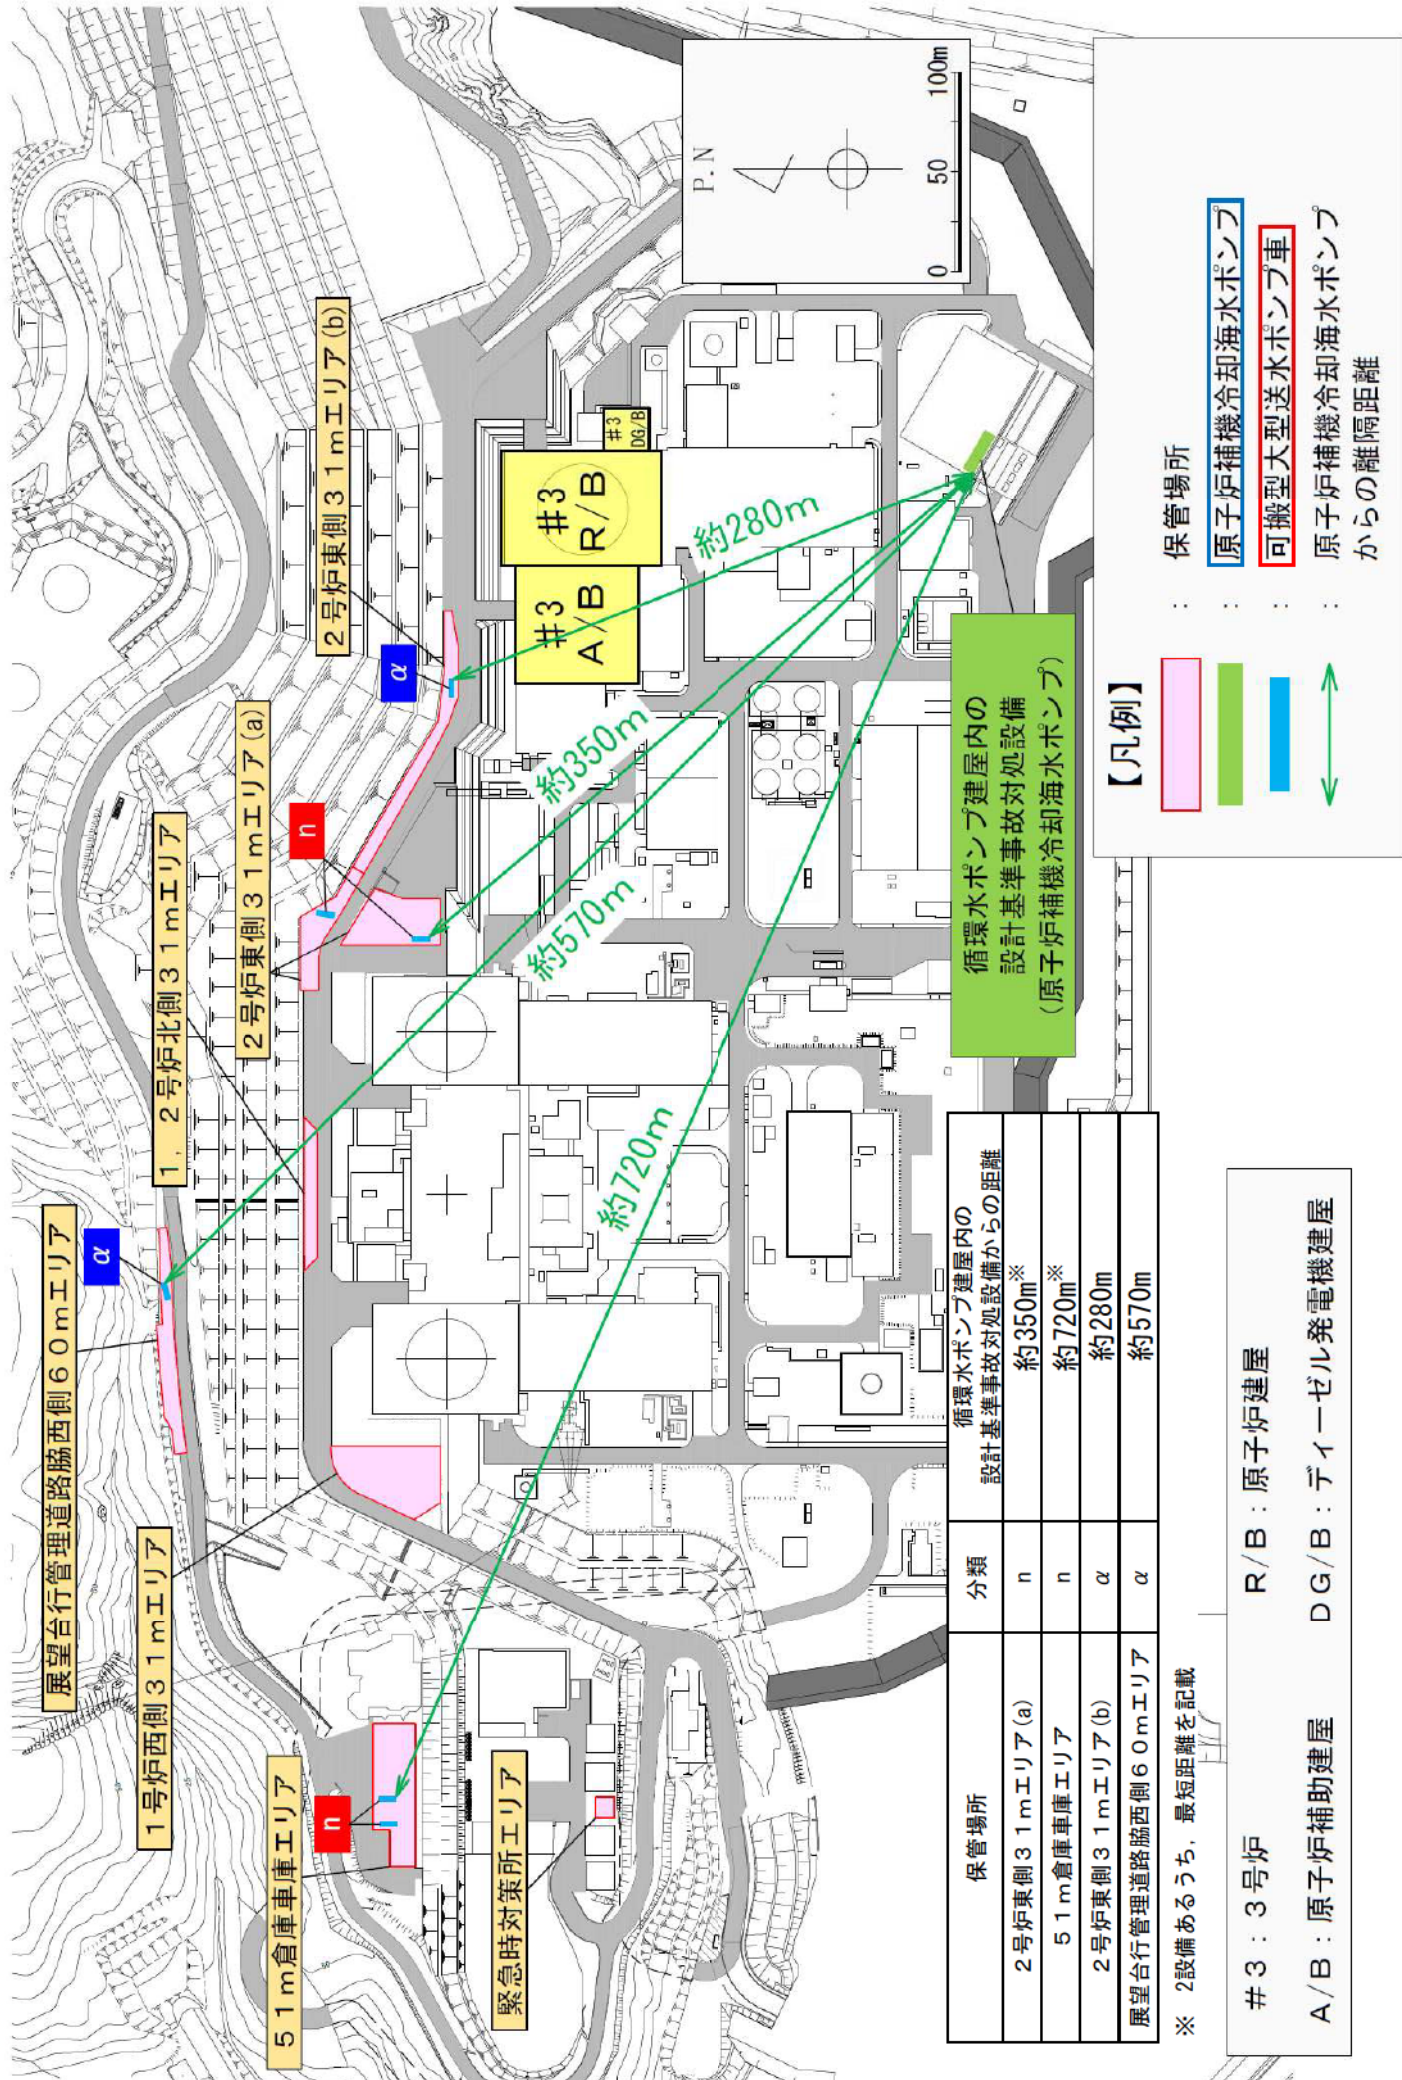 展望台行管理道路脇西側60mエリア
α
1,2号炉北側31mエリア
2号炉東側31mエリア(a)
n
2号炉東側31mエリア(b)
α
1号炉西側31mエリア
51m倉庫車庫エリア
n
緊急時対策所エリア
#3
R/B
#3
A/B
#3
DG/B
約280m
約350m
約570m
約720m
P.N
0 50 100m
循環水ポンプ建屋内の
設計基準事故対処設備
(原子炉補機冷却海水ポンプ)
【凡例】
: 保管場所
: 原子炉補機冷却海水ポンプ
: 可搬型大型送水ポンプ車
: 原子炉補機冷却海水ポンプ
からの離隔距離
保管場所 分類 循環水ポンプ建屋内の
設計基準事故対処設備からの距離
2号炉東側31mエリア(a) n 約350m※
51m倉庫車庫エリア n 約720m※
2号炉東側31mエリア(b) α 約280m
展望台行管理道路脇西側60mエリア α 約570m
※ 2設備あるうち,最短距離を記載
#3:3号炉 R/B:原子炉建屋
A/B:原子炉補助建屋 DG/B:ディーゼル発電機建屋